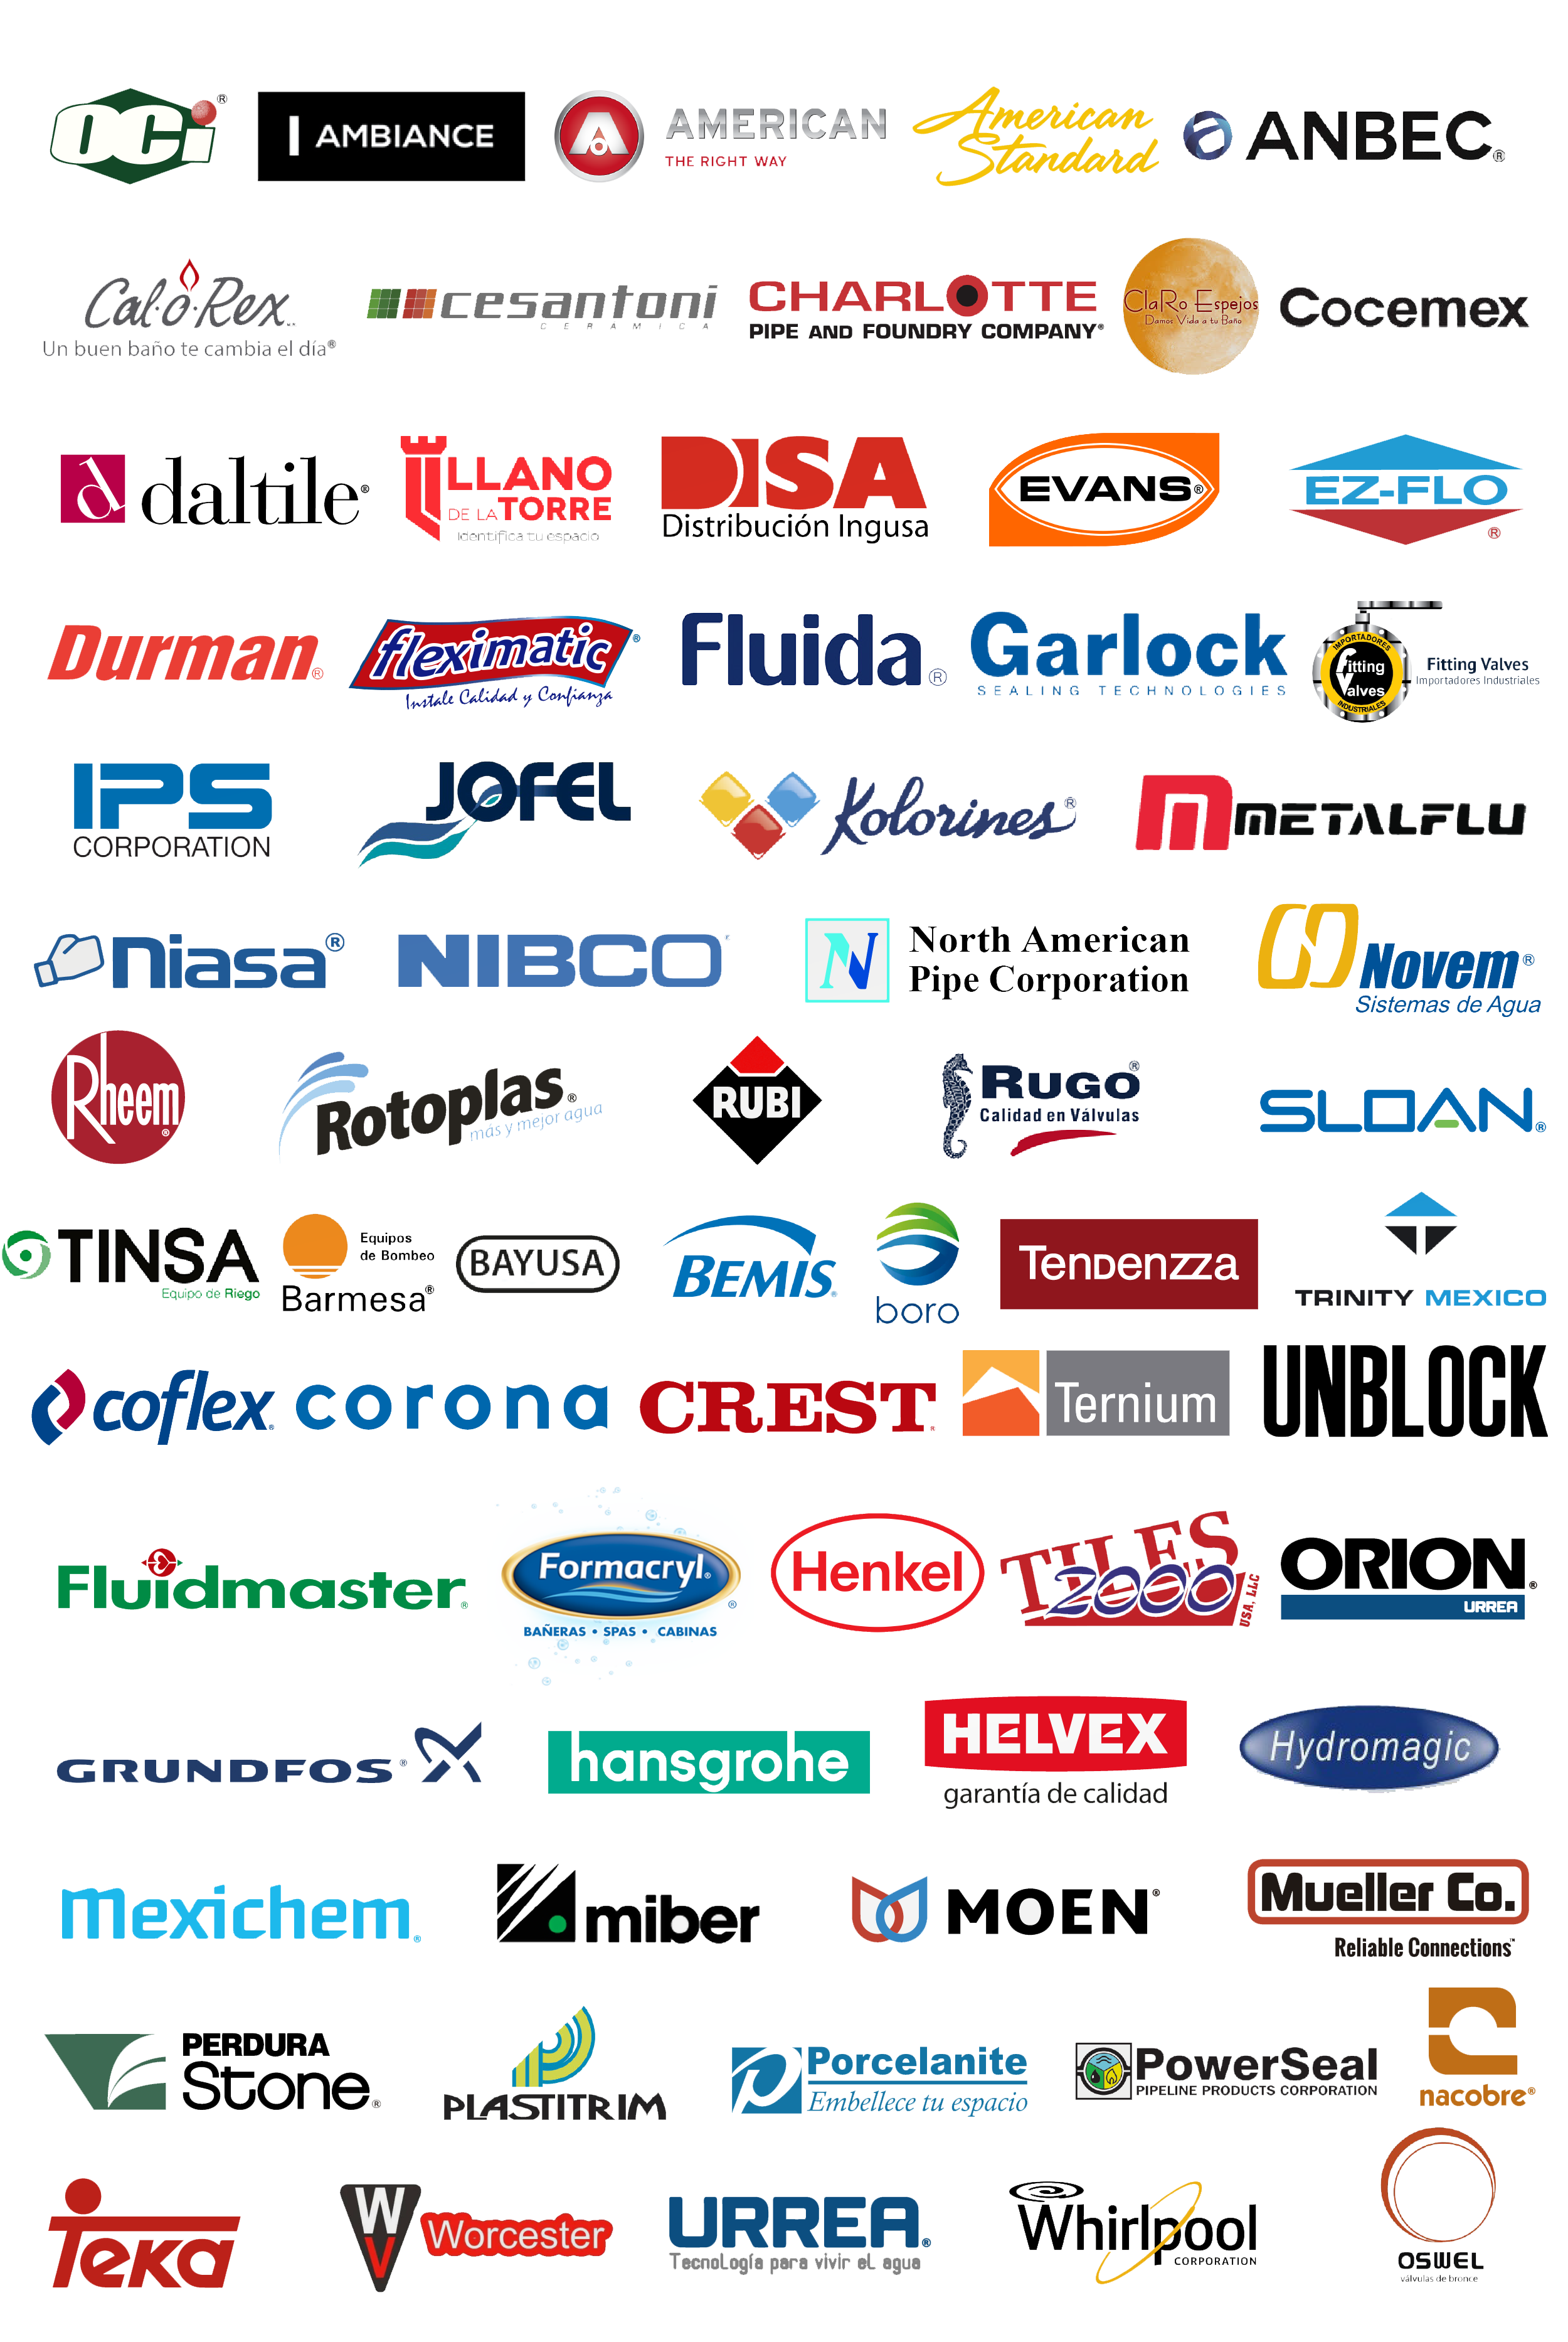 OCi®
AMBIANCE
AMERICAN
THE RIGHT WAY
American
Standard
ANBEC®
Cal·o·Rex
Un buen baño te cambia el día®
cesantoni
CERAMICA
CHARLOTTE
PIPE AND FOUNDRY COMPANY®
ClaRo Espejos
Damos Vida a tu Baño
Cocemex
d daltile®
LLANO
DE LA TORRE
identifica tu espacio
DISA
Distribución Ingusa
EVANS®
EZ-FLO
®
Durman®
fleximatic®
Instale Calidad y Confianza
Fluida®
Garlock
SEALING TECHNOLOGIES
IMPORTADORES
fitting
Valves
INDUSTRIALES
Fitting Valves
Importadores Industriales
IPS
CORPORATION
JOFEL
Kolorines®
METALFLU
Niasa®
NIBCO
N North American
Pipe Corporation
Novem®
Sistemas de Agua
Rheem®
Rotoplas®
más y mejor agua
RUBI
RUGO®
Calidad en Válvulas
SLOAN®
TINSA
Equipo de Riego
Equipos
de Bombeo
Barmesa®
BAYUSA
BEMIS®
boro
Tendenzza
TRINITY MEXICO
coflex®
corona
CREST®
Ternium
UNBLOCK
Fluidmaster®
Formacryl®
®
BAÑERAS • SPAS • CABINAS
Henkel
TILES
2000
USA, LLC
ORION®
URREA
GRUNDFOS®
hansgrohe
HELVEX
garantía de calidad
Hydromagic
mexichem®
miber
MOEN®
Mueller Co.
Reliable Connections™
PERDURA
Stone®
PLASTITRIM
Porcelanite
Embellece tu espacio
PowerSeal
PIPELINE PRODUCTS CORPORATION
nacobre®
Teka
W
V
Worcester
URREA®
Tecnología para vivir el agua
Whirlpool
CORPORATION
OSWEL
válvulas de bronce